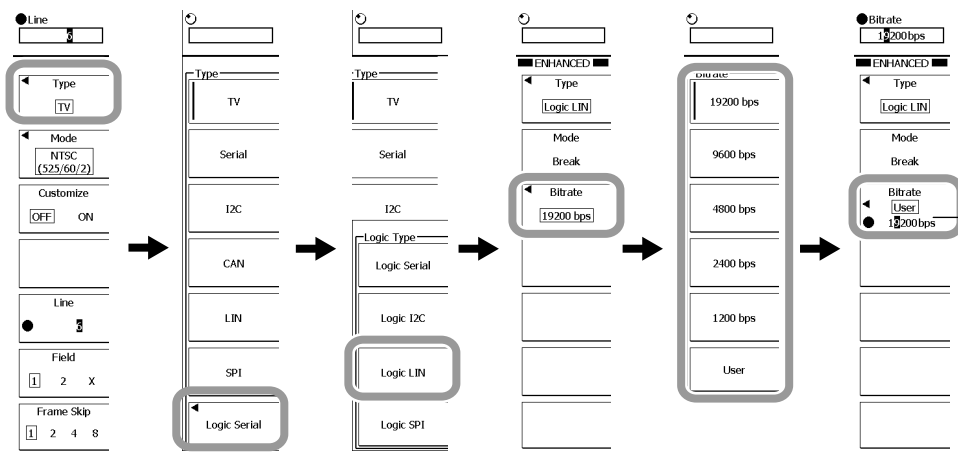 Line
6
Type
TV
Mode
NTSC
(525/60/2)
Customize
OFF ON
Line
6
Field
1 2 X
Frame Skip
1 2 4 8
Type
TV
Serial
I2C
CAN
LIN
SPI
Logic Serial
Type
TV
Serial
I2C
Logic Type
Logic Serial
Logic I2C
Logic LIN
Logic SPI
ENHANCED
Type
Logic LIN
Mode
Break
Bitrate
19200 bps
Bitrate
19200 bps
9600 bps
4800 bps
2400 bps
1200 bps
User
Bitrate
19200bps
ENHANCED
Type
Logic LIN
Mode
Break
Bitrate
User
19200bps